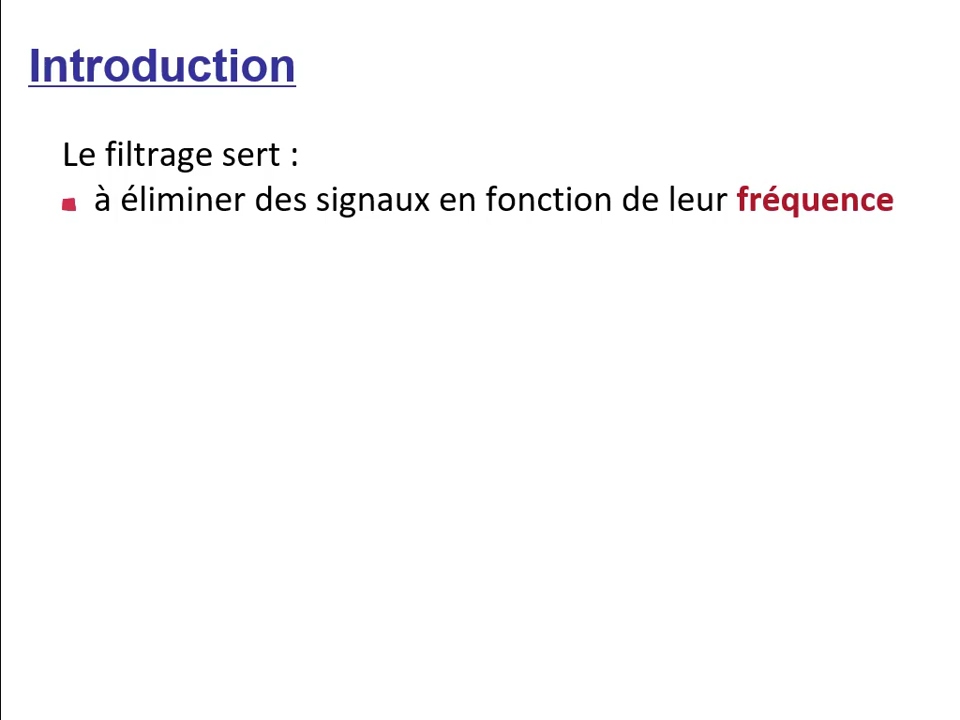 Introduction
Le filtrage sert :
à éliminer des signaux en fonction de leur fréquence